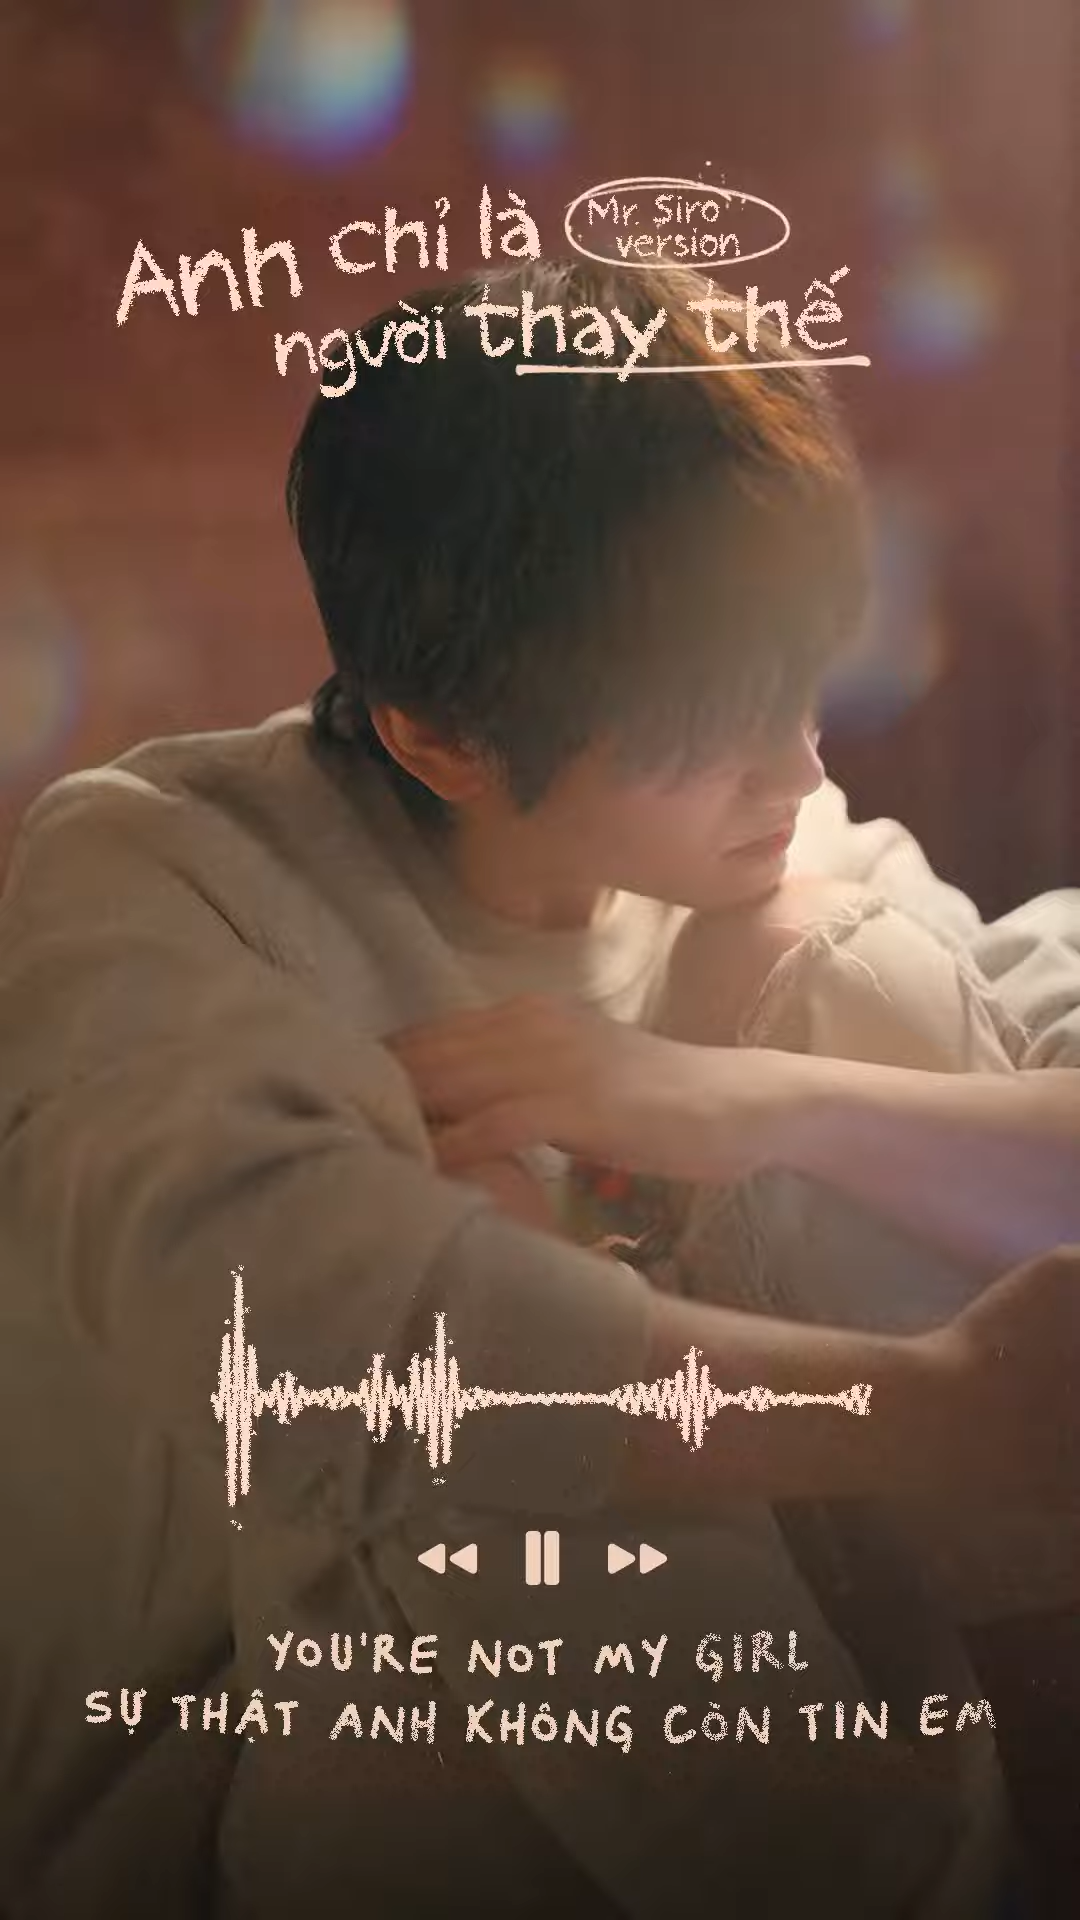 Anh chỉ là
Mr. Siro
version
người thay thế
YOU'RE NOT MY GIRL
SỰ THẬT ANH KHÔNG CÒN TIN EM